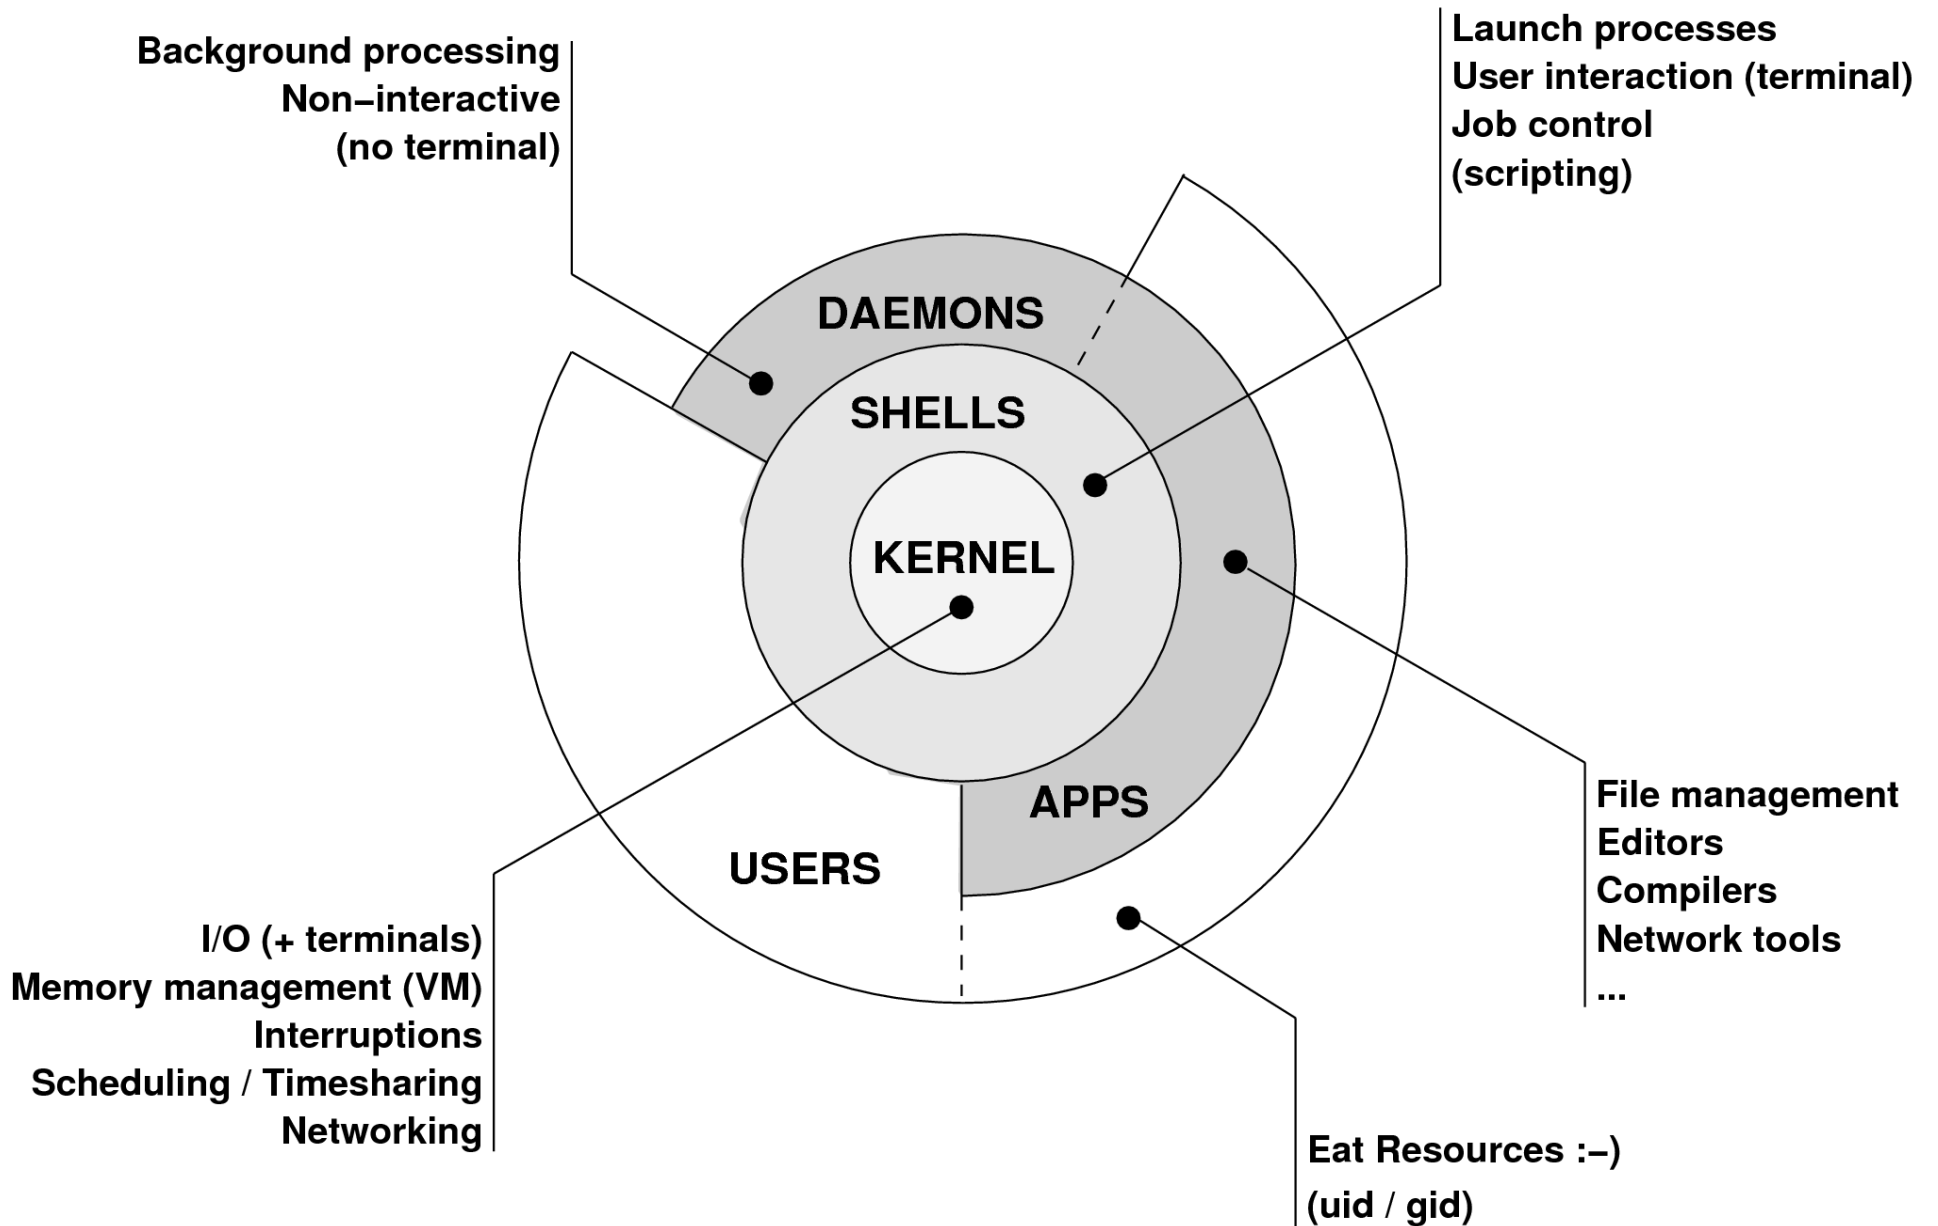 Background processing
Non–interactive
(no terminal)
Launch processes
User interaction (terminal)
Job control
(scripting)
DAEMONS
SHELLS
KERNEL
APPS
USERS
File management
Editors
Compilers
Network tools
...
I/O (+ terminals)
Memory management (VM)
Interruptions
Scheduling / Timesharing
Networking
Eat Resources :–)
(uid / gid)